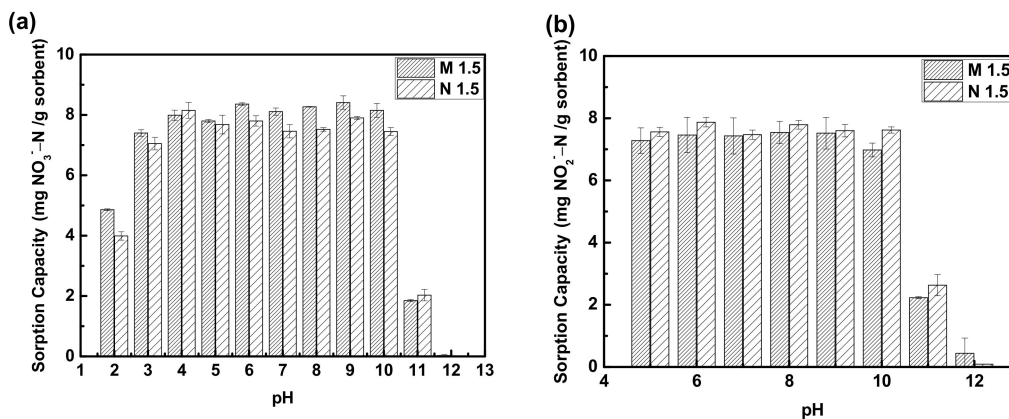 (a)
10
8
6
4
2
0
Sorption Capacity (mg NO₃⁻–N /g sorbent)
M 1.5
N 1.5
1 2 3 4 5 6 7 8 9 10 11 12 13
pH
(b)
10
8
6
4
2
0
Sorption Capacity (mg NO₂⁻–N /g sorbent)
M 1.5
N 1.5
4 6 8 10 12
pH